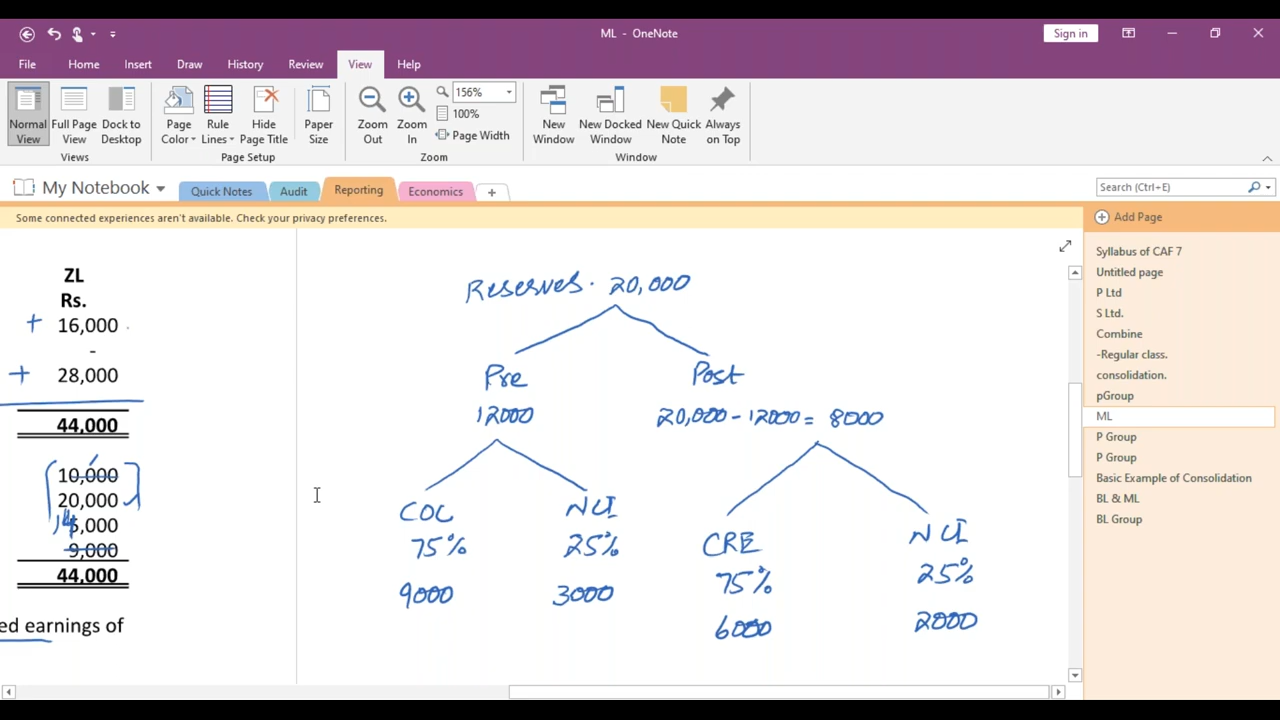 ML - OneNote
Sign in
File Home Insert Draw History Review View Help
Normal View
Full Page View
Dock to Desktop
Views
Page Color
Rule Lines
Hide Page Title
Paper Size
Page Setup
Zoom Out
Zoom In
156%
100%
Page Width
Zoom
New Window
New Docked Window
New Quick Note
Always on Top
Window
My Notebook Quick Notes Audit Reporting Economics
Search (Ctrl+E)
Some connected experiences aren't available. Check your privacy preferences.
Add Page
Syllabus of CAF 7
Untitled page
P Ltd
S Ltd.
Combine
-Regular class.
consolidation.
pGroup
ML
P Group
P Group
Basic Example of Consolidation
BL & ML
BL Group
ZL
Rs.
+ 16,000
-
+ 28,000
44,000
10,000
20,000
14 5,000
9,000
44,000
ed earnings of
Reserves. 20,000
Pre Post
12000 20,000 - 12000 = 8000
COC NCI CRE NCI
75% 25% 75% 25%
9000 3000 6000 2000